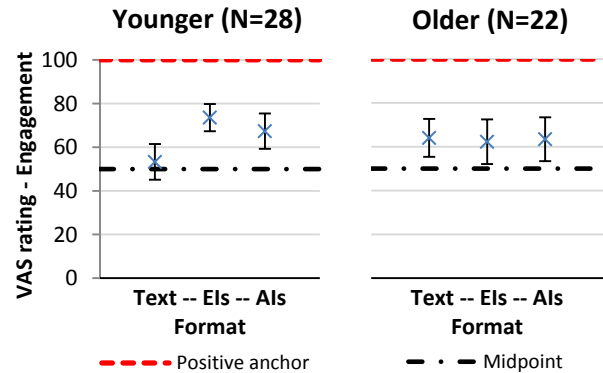 Younger (N=28)
Older (N=22)
VAS rating - Engagement
100
80
60
40
20
0
Text -- EIs -- AIs
Format
Text -- EIs -- AIs
Format
Positive anchor
Midpoint